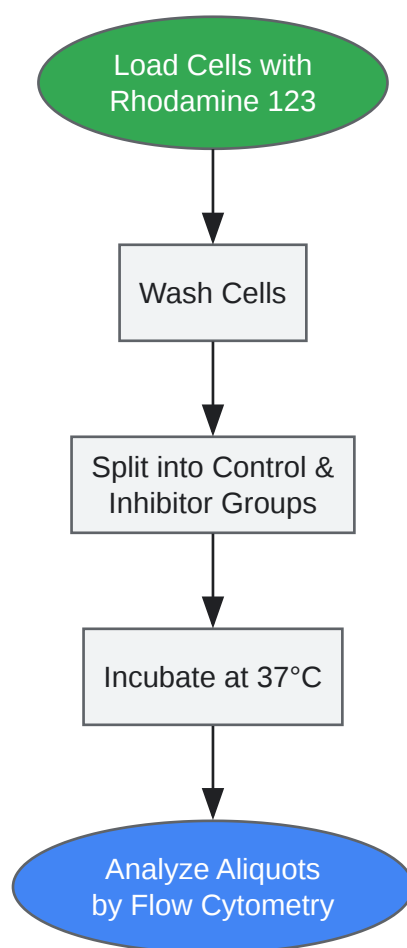 Load Cells with
Rhodamine 123
Wash Cells
Split into Control &
Inhibitor Groups
Incubate at 37°C
Analyze Aliquots
by Flow Cytometry